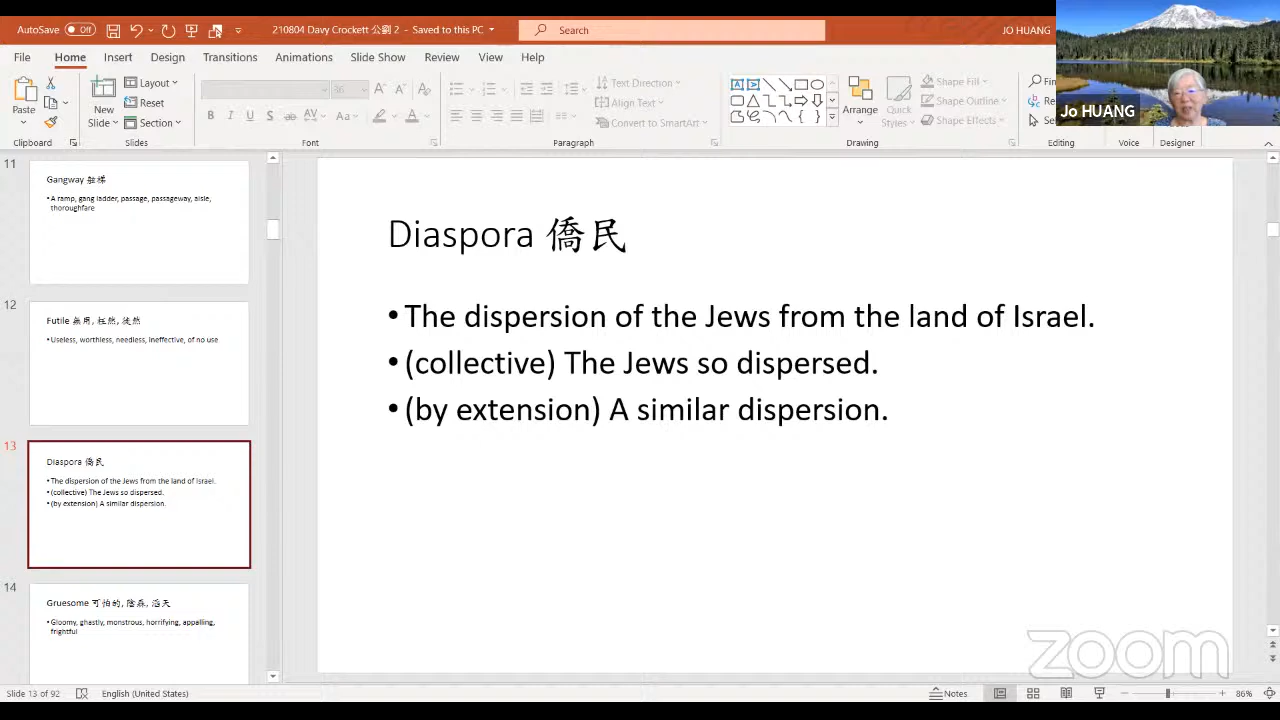 AutoSave Off
210804 Davy Crockett 公劉 2 - Saved to this PC
Search
JO HUANG
File Home Insert Design Transitions Animations Slide Show Review View Help
Paste
New
Slide
Layout
Reset
Section
36
Text Direction
Align Text
Convert to SmartArt
Arrange
Quick
Styles
Shape Fill
Shape Outline
Shape Effects
Clipboard Slides Font Paragraph Drawing Editing Voice Designer
Jo HUANG
11
Gangway 駐梯
• A ramp, gang ladder, passage, passageway, aisle,
thoroughfare
12
Futile 無用, 枉然, 徒然
• Useless, worthless, needless, ineffective, of no use
13
Diaspora 僑民
• The dispersion of the Jews from the land of Israel.
• (collective) The Jews so dispersed.
• (by extension) A similar dispersion.
14
Gruesome 可怕的, 陰森, 滔天
• Gloomy, ghastly, monstrous, horrifying, appalling,
frightful
Diaspora 僑民
• The dispersion of the Jews from the land of Israel.
• (collective) The Jews so dispersed.
• (by extension) A similar dispersion.
zoom
Slide 13 of 92 English (United States) Notes 86%